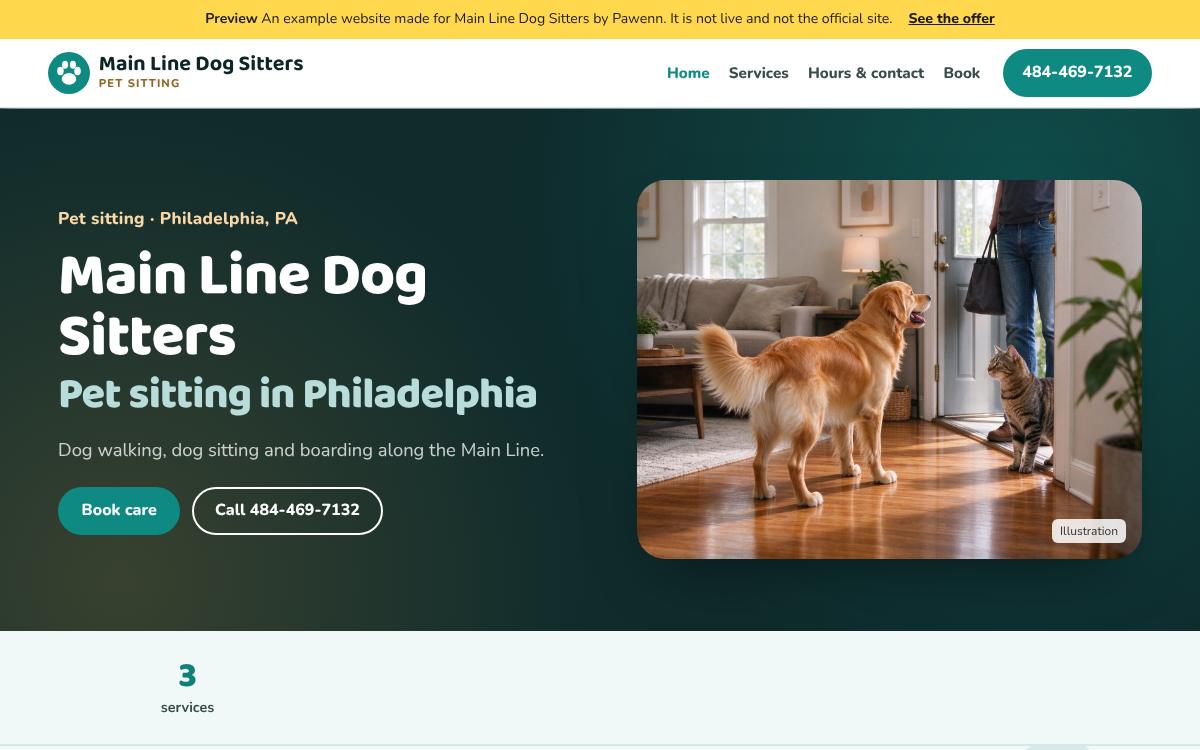 Preview An example website made for Main Line Dog Sitters by Pawenn. It is not live and not the official site. See the offer
Main Line Dog Sitters
PET SITTING
Home Services Hours & contact Book 484-469-7132
Pet sitting · Philadelphia, PA
Main Line Dog
Sitters
Pet sitting in Philadelphia
Dog walking, dog sitting and boarding along the Main Line.
Book care Call 484-469-7132
Illustration
3
services